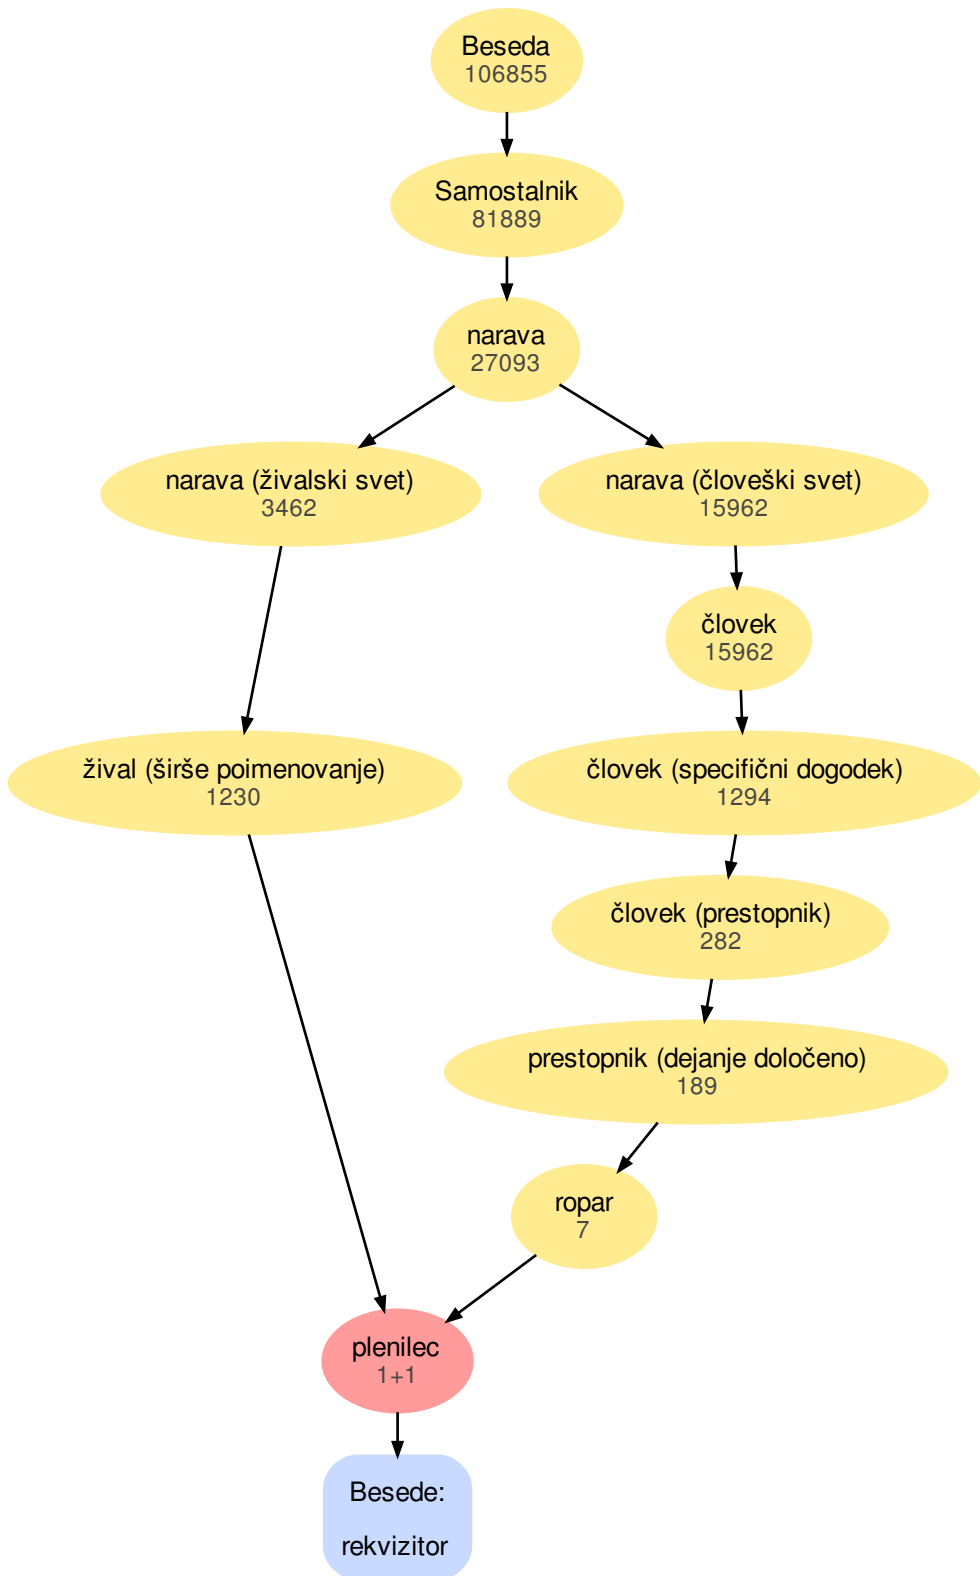 Beseda
106855
Samostalnik
81889
narava
27093
narava (živalski svet)
3462
narava (človeški svet)
15962
človek
15962
žival (širše poimenovanje)
1230
človek (specifični dogodek)
1294
človek (prestopnik)
282
prestopnik (dejanje določeno)
189
ropar
7
plenilec
1+1
Besede:
rekvizitor